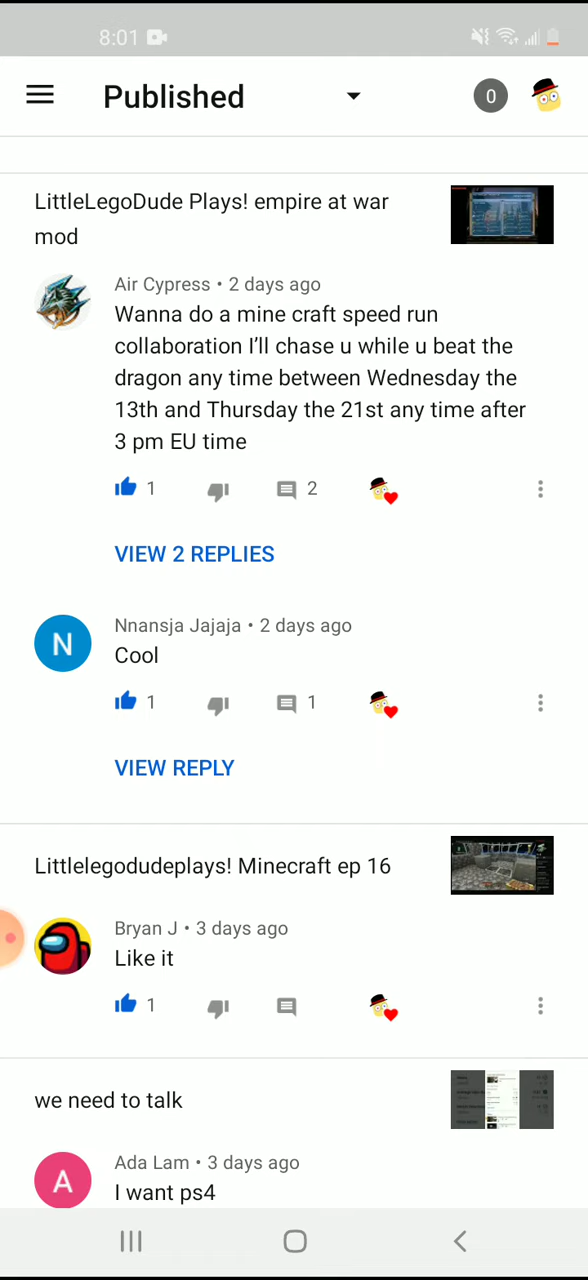 8:01
Published
0
LittleLegoDude Plays! empire at war
mod
Air Cypress • 2 days ago
Wanna do a mine craft speed run
collaboration I’ll chase u while u beat the
dragon any time between Wednesday the
13th and Thursday the 21st any time after
3 pm EU time
1
2
VIEW 2 REPLIES
N
Nnansja Jajaja • 2 days ago
Cool
1
1
VIEW REPLY
Littlelegodudeplays! Minecraft ep 16
Bryan J • 3 days ago
Like it
1
we need to talk
A
Ada Lam • 3 days ago
I want ps4